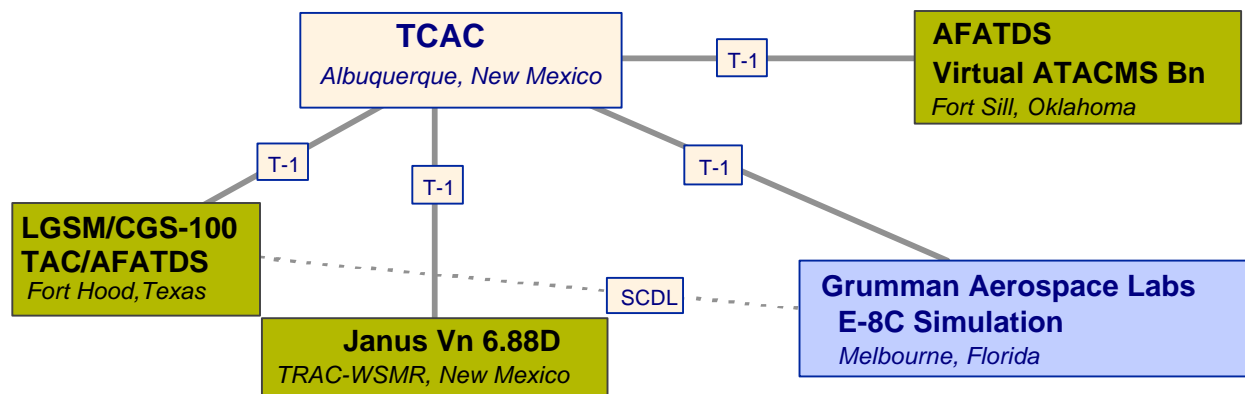 TCAC
Albuquerque, New Mexico
T-1
AFATDS
Virtual ATACMS Bn
Fort Sill, Oklahoma
T-1
T-1
T-1
LGSM/CGS-100
TAC/AFATDS
Fort Hood,Texas
SCDL
Grumman Aerospace Labs
E-8C Simulation
Melbourne, Florida
Janus Vn 6.88D
TRAC-WSMR, New Mexico